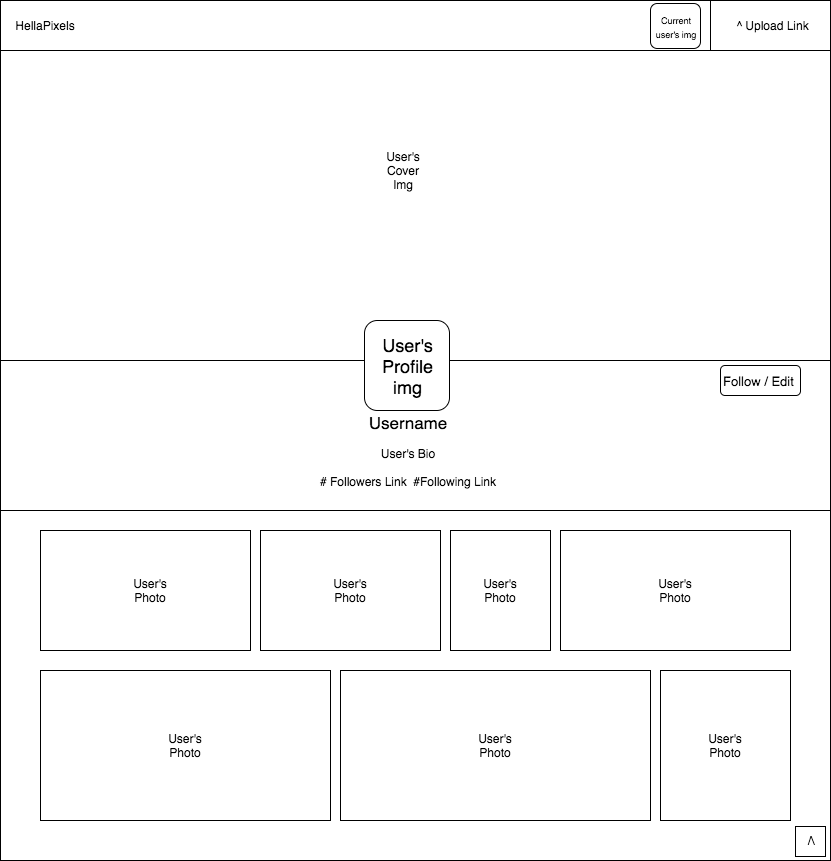 HellaPixels
Current
user's img
^ Upload Link
User's
Cover
Img
User's
Profile
img
Follow / Edit
Username
User's Bio
# Followers Link  #Following Link
User's
Photo
User's
Photo
User's
Photo
User's
Photo
User's
Photo
User's
Photo
User's
Photo
^